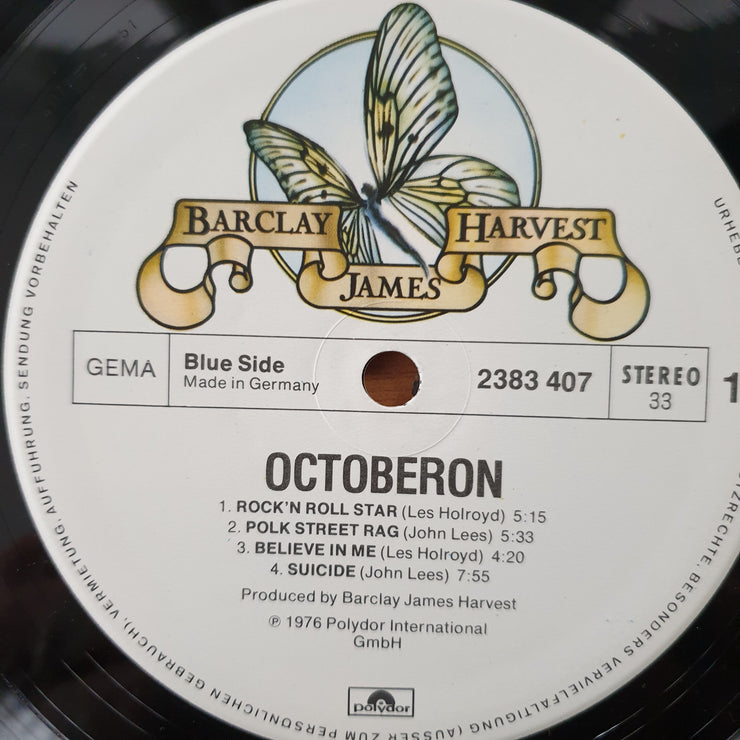 BARCLAY
JAMES
HARVEST
GEMA
Blue Side
Made in Germany
2383 407
STEREO
33
1
OCTOBERON
1. ROCK'N ROLL STAR (Les Holroyd) 5:15
2. POLK STREET RAG (John Lees) 5:33
3. BELIEVE IN ME (Les Holroyd) 4:20
4. SUICIDE (John Lees) 7:55
Produced by Barclay James Harvest
℗ 1976 Polydor International
GmbH
polydor
URHEBE
TZRECHTE, BESONDERS VERVIELFÄLTIGUNG (AUSSER ZUM PERSÖNLICHEN GEBRAUCH), VERMIETUNG, AUFFÜHRUNG, SENDUNG VORBEHALTEN